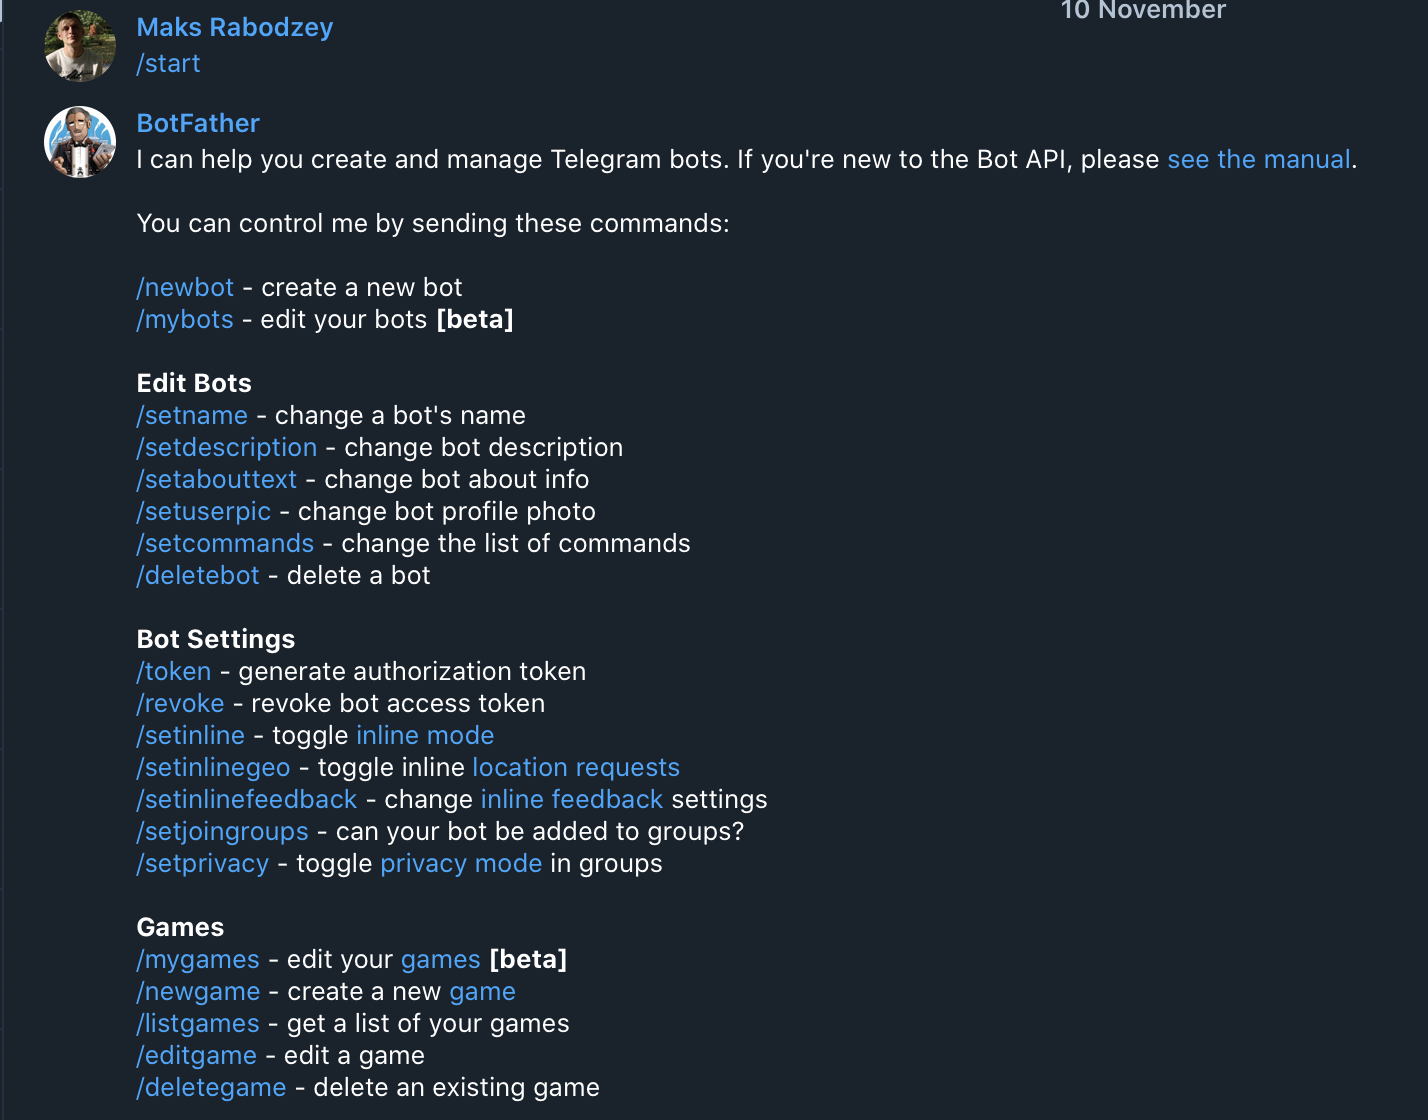 10 November
Maks Rabodzey
/start
BotFather
I can help you create and manage Telegram bots. If you're new to the Bot API, please see the manual.
You can control me by sending these commands:
/newbot - create a new bot
/mybots - edit your bots [beta]
Edit Bots
/setname - change a bot's name
/setdescription - change bot description
/setabouttext - change bot about info
/setuserpic - change bot profile photo
/setcommands - change the list of commands
/deletebot - delete a bot
Bot Settings
/token - generate authorization token
/revoke - revoke bot access token
/setinline - toggle inline mode
/setinlinegeo - toggle inline location requests
/setinlinefeedback - change inline feedback settings
/setjoingroups - can your bot be added to groups?
/setprivacy - toggle privacy mode in groups
Games
/mygames - edit your games [beta]
/newgame - create a new game
/listgames - get a list of your games
/editgame - edit a game
/deletegame - delete an existing game